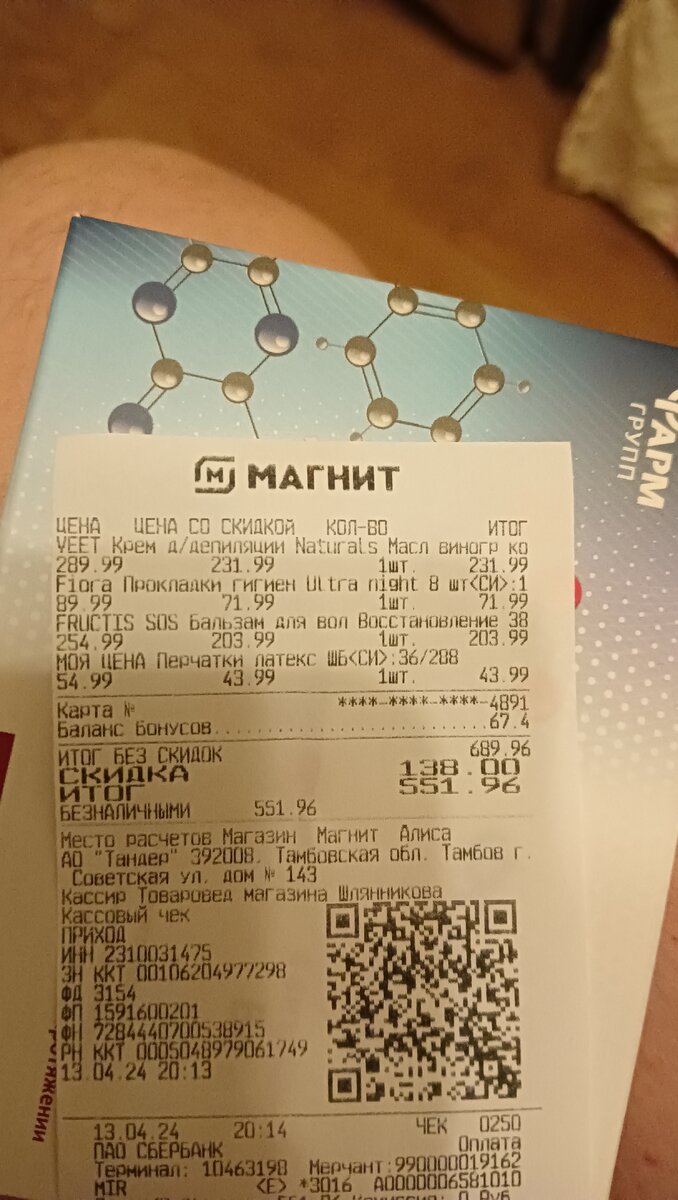 ФАРМ
ГРУПП
МАГНИТ
ЦЕНА ЦЕНА СО СКИДКОЙ КОЛ-ВО ИТОГ
VEET Крем д/депиляции Naturals Масл виногр ко
289.99 231.99 1шт. 231.99
Fiora Прокладки гигиен Ultra night 8 шт<СИ>:1
89.99 71.99 1шт. 71.99
FRUCTIS SOS Бальзам для вол Восстановление 38
254.99 203.99 1шт. 203.99
МОЯ ЦЕНА Перчатки латекс ШБ<СИ>:36/288
54.99 43.99 1шт. 43.99
Карта № ****-****-****-4891
Баланс бонусов 67.4
ИТОГ БЕЗ СКИДОК 689.96
СКИДКА 138.00
ИТОГ 551.96
БЕЗНАЛИЧНЫМИ 551.96
Место расчетов Магазин Магнит Алиса
АО "Тандер" 392008. Тамбовская обл. Тамбов г.
Советская ул. дом № 143
Кассир Товаровед магазина Шлянникова
Кассовый чек
ПРИХОД
ИНН 2310031475
ЗН ККТ 00106204977298
ФД 3154
ФП 1591600201
ФН 7284440700538915
РН ККТ 0005048979061749
13.04.24 20:13
13.04.24 20:14 ЧЕК 0250
ПАО СБЕРБАНК Оплата
Терминал: 10463198 Мерчант: 990000019162
MIR <E> *3016 A0000006581010